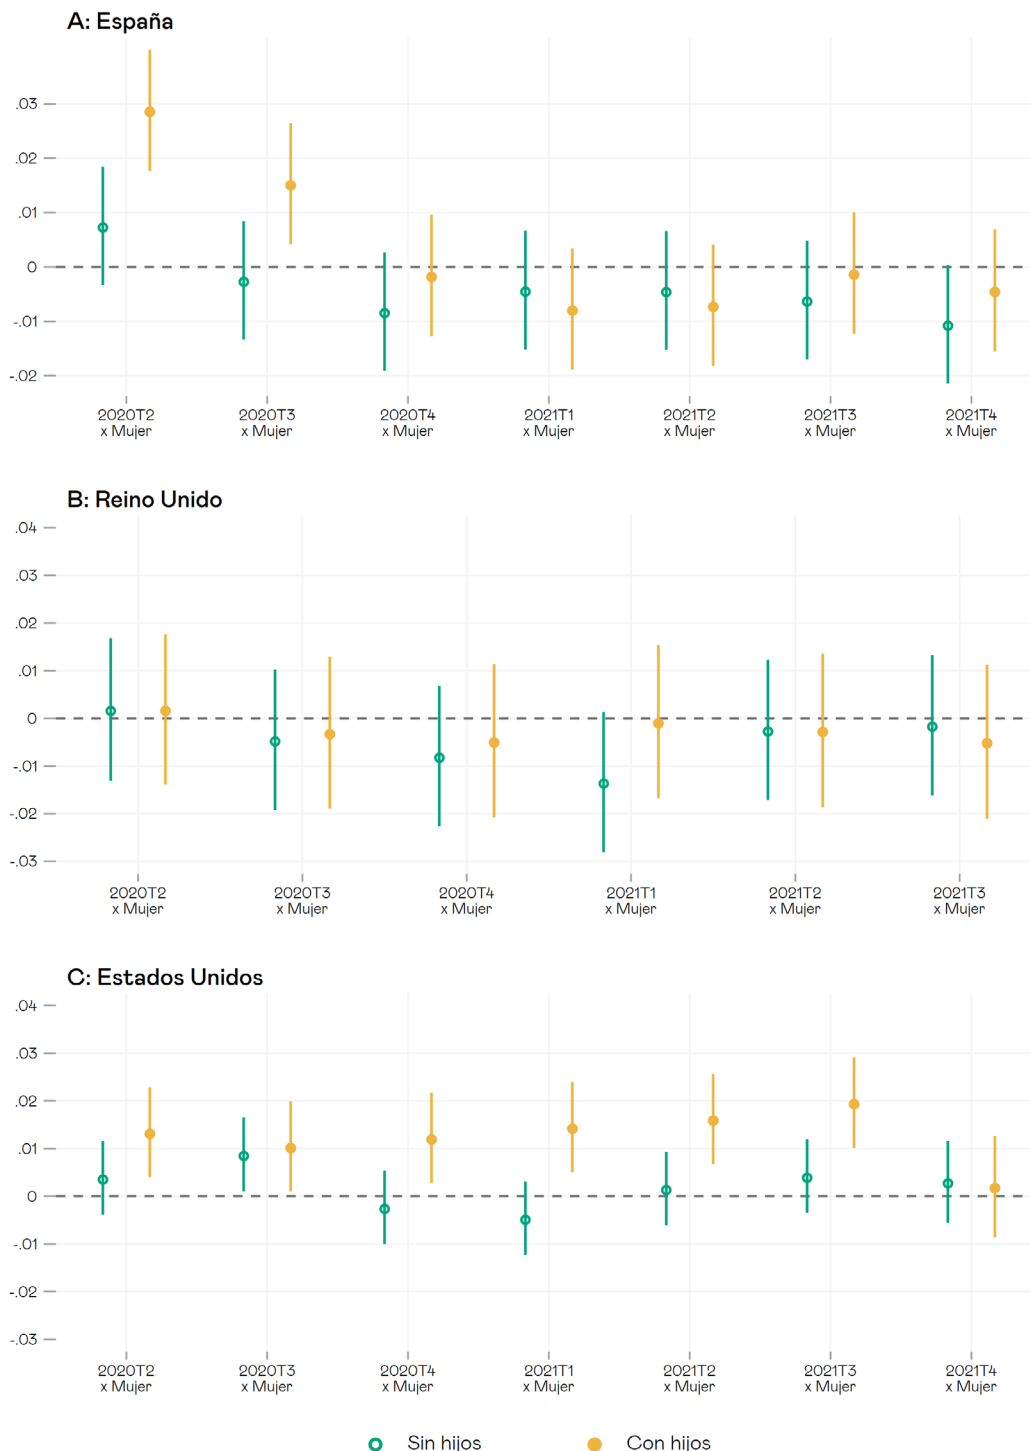 A: España
.03
.02
.01
0
-.01
-.02
2020T2 2020T3 2020T4 2021T1 2021T2 2021T3 2021T4
x Mujer x Mujer x Mujer x Mujer x Mujer x Mujer x Mujer
B: Reino Unido
.04
.03
.02
.01
0
-.01
-.02
-.03
2020T2 2020T3 2020T4 2021T1 2021T2 2021T3
x Mujer x Mujer x Mujer x Mujer x Mujer x Mujer
C: Estados Unidos
.04
.03
.02
.01
0
-.01
-.02
-.03
2020T2 2020T3 2020T4 2021T1 2021T2 2021T3 2021T4
x Mujer x Mujer x Mujer x Mujer x Mujer x Mujer x Mujer
Sin hijos Con hijos